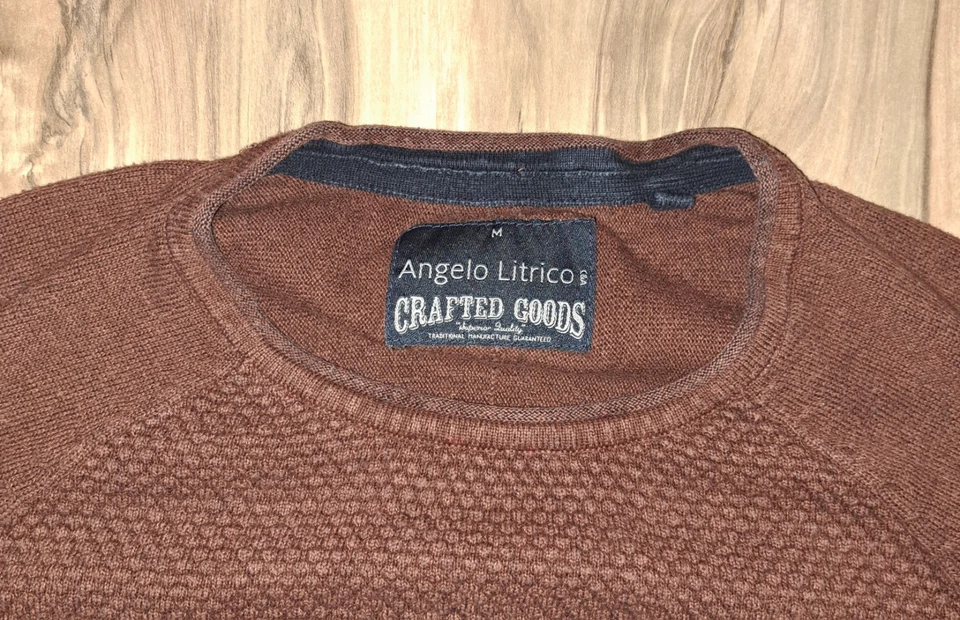 M
Angelo Litrico C&A
CRAFTED GOODS
"Superior Quality"
TRADITIONAL MANUFACTURE GUARANTEED